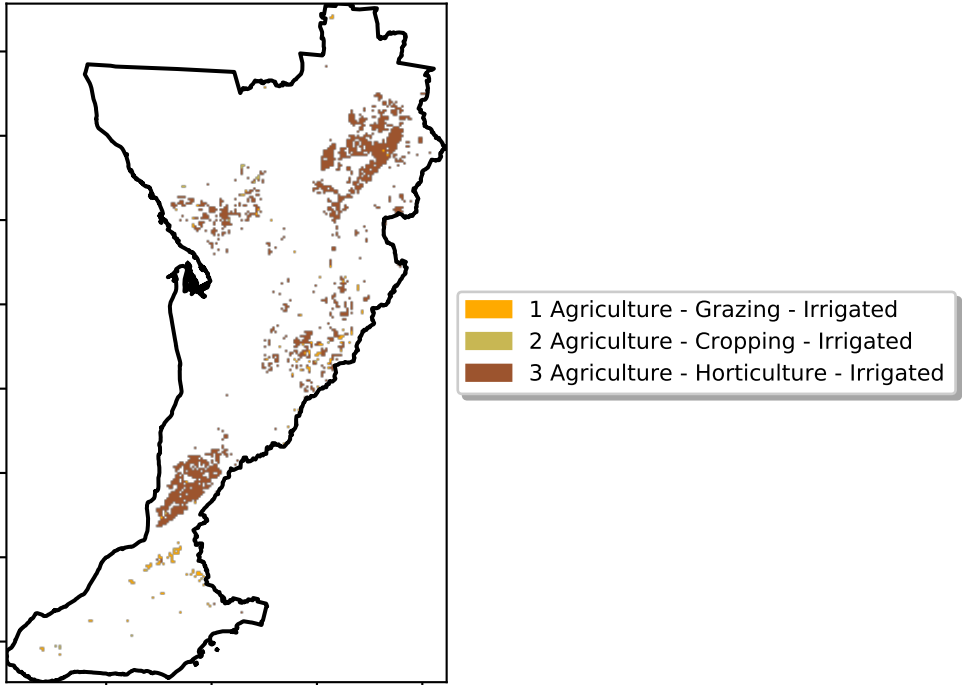 1 Agriculture - Grazing - Irrigated
2 Agriculture - Cropping - Irrigated
3 Agriculture - Horticulture - Irrigated